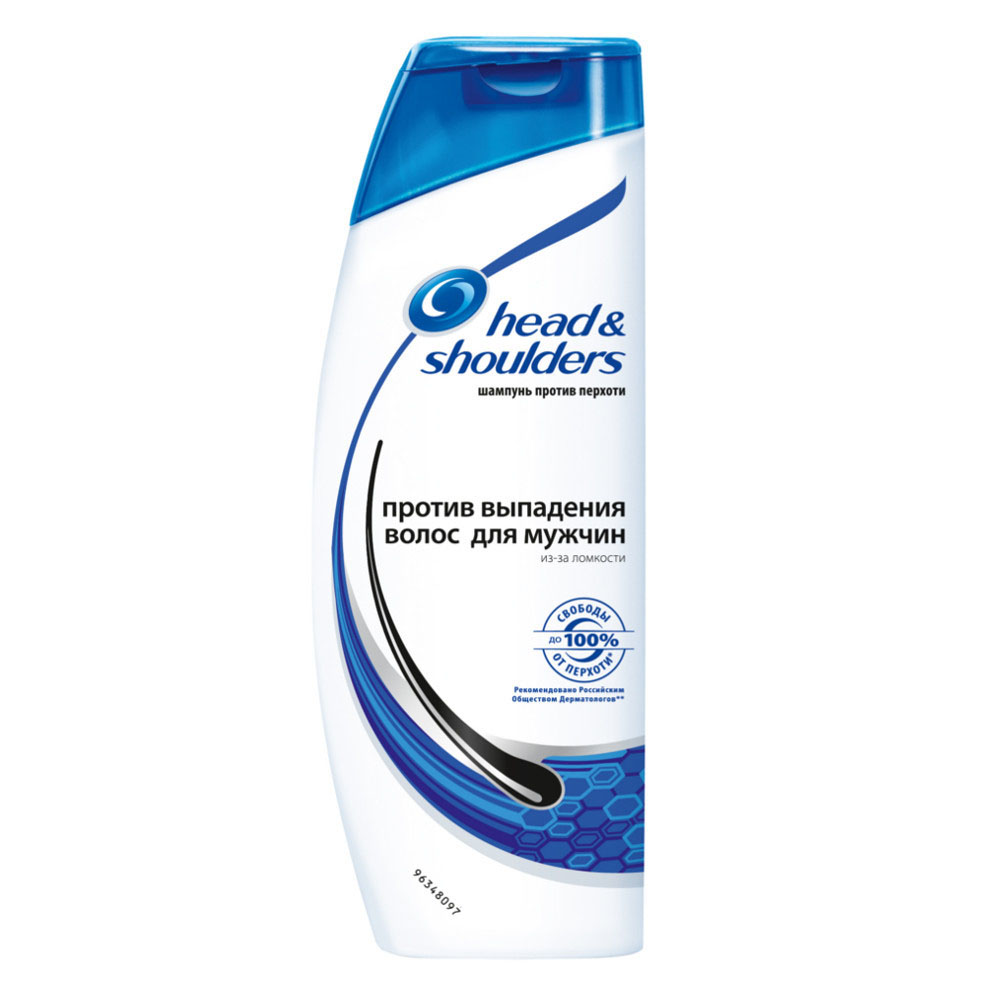 head &
shoulders
шампунь против перхоти
против выпадения
волос для мужчин
из-за ломкости
СВОБОДЫ
до 100%
ОТ ПЕРХОТИ*
Рекомендовано Российским
Обществом Дерматологов**
96348097